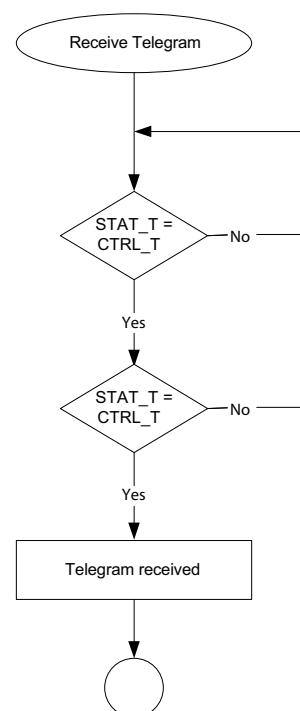 Receive Telegram
STAT_T =
CTRL_T
No
Yes
STAT_T =
CTRL_T
No
Yes
Telegram received